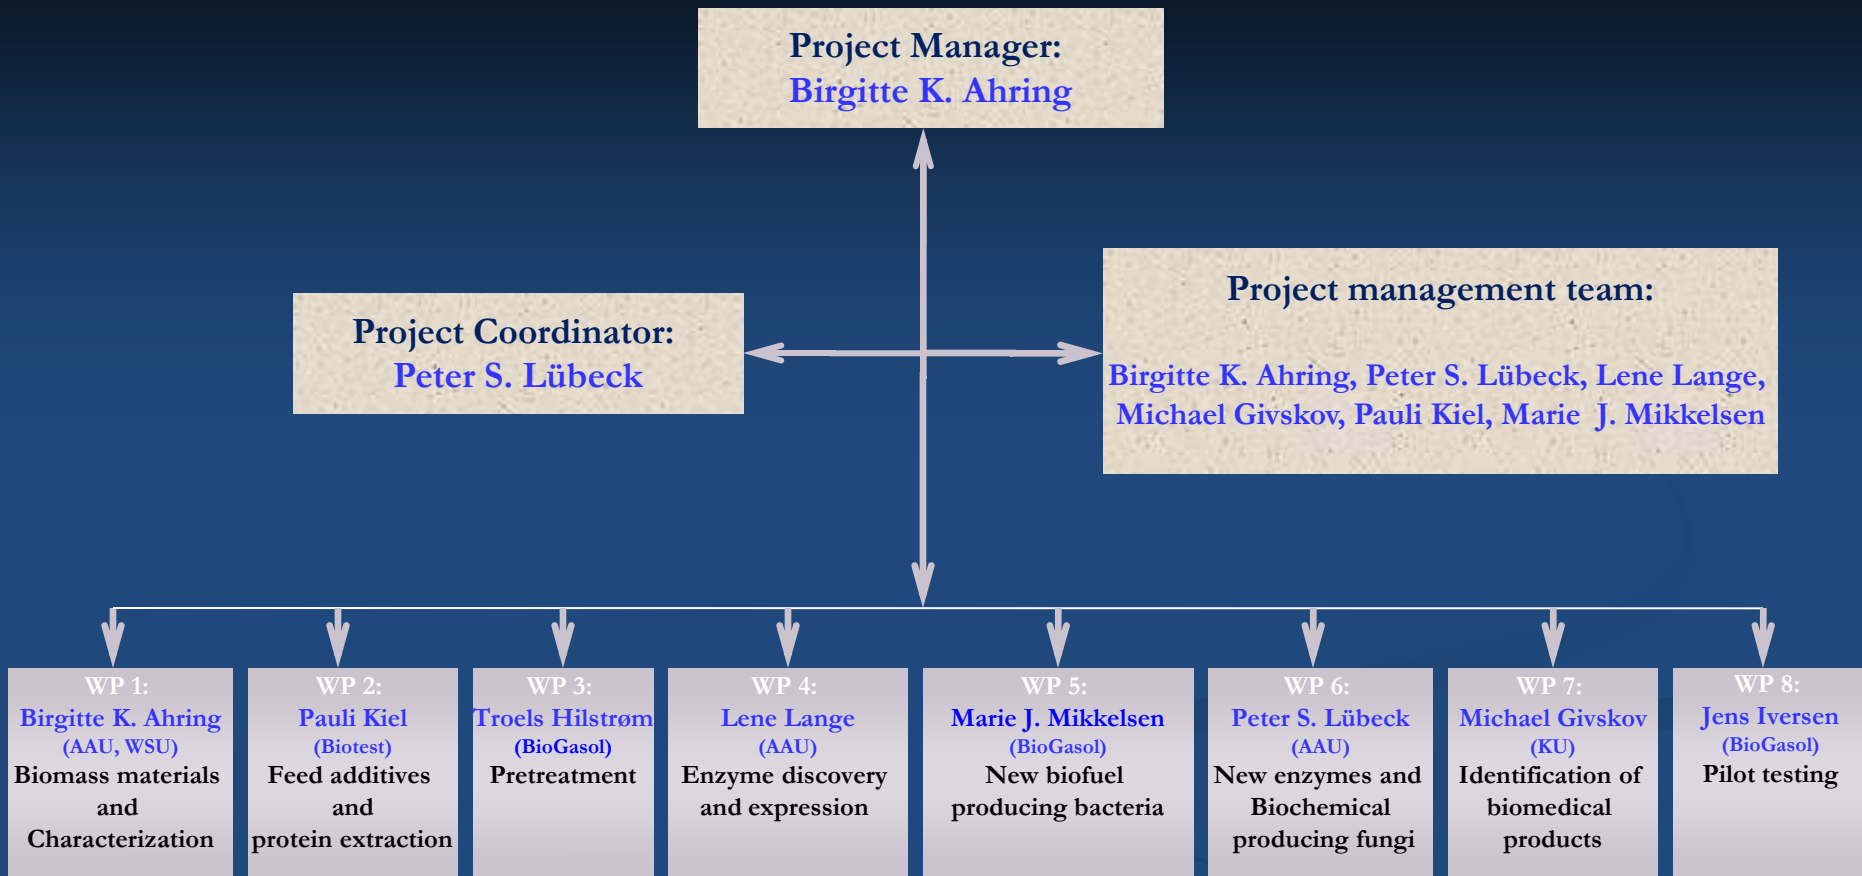 Project Manager:
Birgitte K. Ahring
Project Coordinator:
Peter S. Lübeck
Project management team:
Birgitte K. Ahring, Peter S. Lübeck, Lene Lange,
Michael Givskov, Pauli Kiel, Marie J. Mikkelsen
WP 1:
Birgitte K. Ahring
(AAU, WSU)
Biomass materials
and
Characterization
WP 2:
Pauli Kiel
(Biotest)
Feed additives
and
protein extraction
WP 3:
Troels Hilstrøm
(BioGasol)
Pretreatment
WP 4:
Lene Lange
(AAU)
Enzyme discovery
and expression
WP 5:
Marie J. Mikkelsen
(BioGasol)
New biofuel
producing bacteria
WP 6:
Peter S. Lübeck
(AAU)
New enzymes and
Biochemical
producing fungi
WP 7:
Michael Givskov
(KU)
Identification of
biomedical
products
WP 8:
Jens Iversen
(BioGasol)
Pilot testing